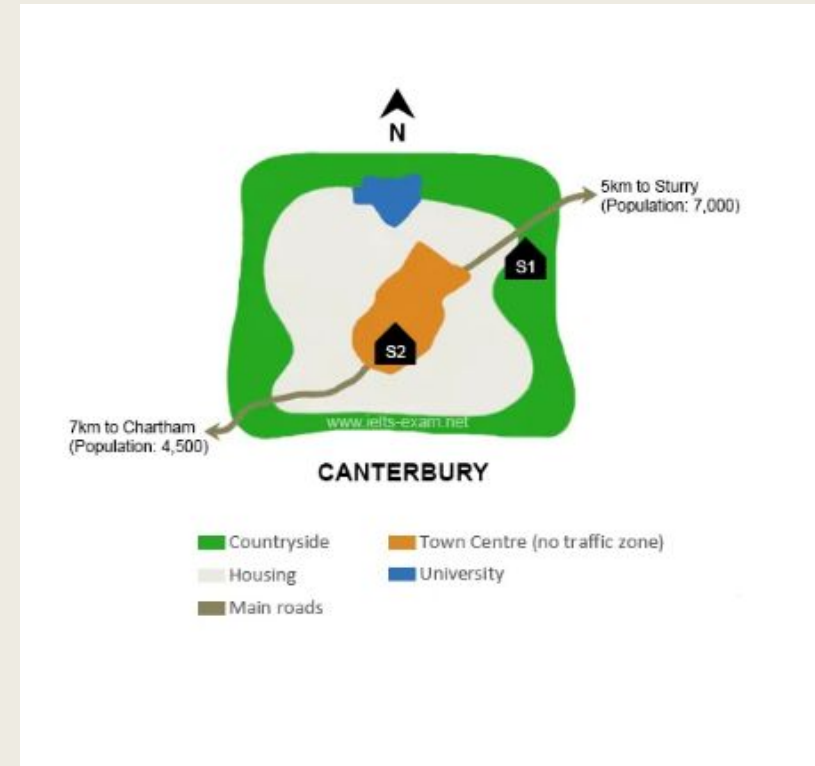 N
5km to Sturry
(Population: 7,000)
S1
S2
7km to Chartham
(Population: 4,500)
www.ielts-exam.net
CANTERBURY
Countryside
Town Centre (no traffic zone)
Housing
University
Main roads